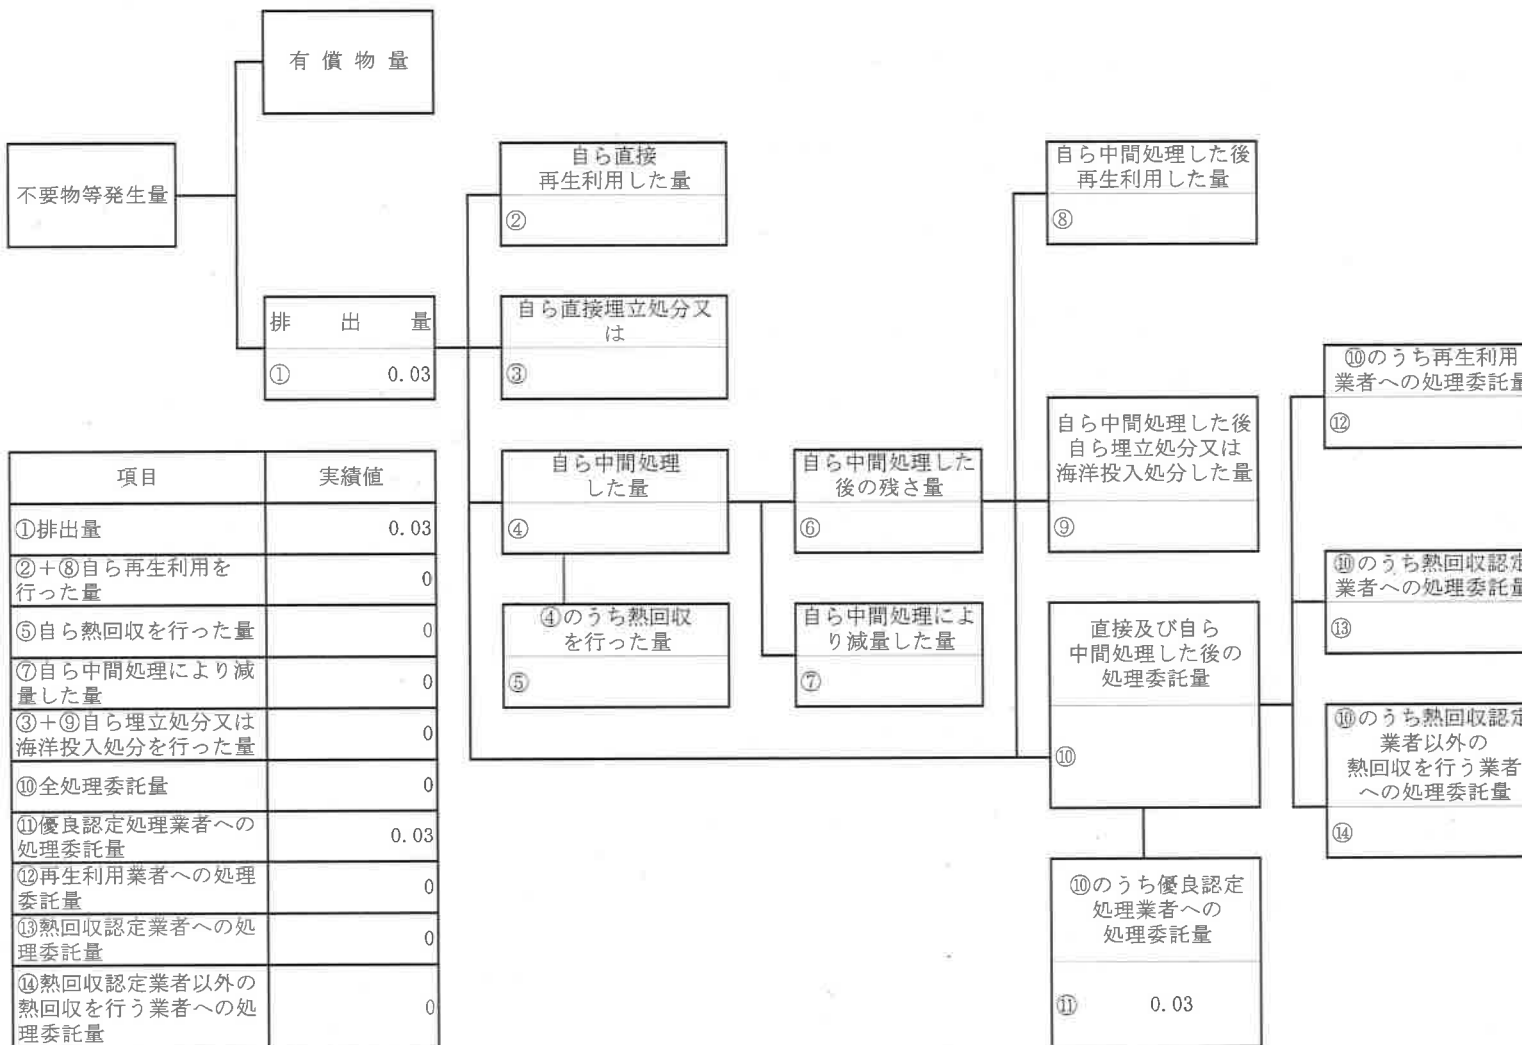 有償物量
不要物等発生量
排出量
① 0.03
自ら直接
再生利用した量
②
自ら直接埋立処分又
は
③
自ら中間処理
した量
④
④のうち熱回収
を行った量
⑤
自ら中間処理した
後の残さ量
⑥
自ら中間処理によ
り減量した量
⑦
自ら中間処理した後
再生利用した量
⑧
自ら中間処理した後
自ら埋立処分又は
海洋投入処分した量
⑨
直接及び自ら
中間処理した後の
処理委託量
⑩
⑩のうち優良認定
処理業者への
処理委託量
⑪ 0.03
⑩のうち再生利用
業者への処理委託量
⑫
⑩のうち熱回収認定
業者への処理委託量
⑬
⑩のうち熱回収認定
業者以外の
熱回収を行う業者
への処理委託量
⑭
項目 実績値
①排出量 0.03
②+⑧自ら再生利用を
行った量 0
⑤自ら熱回収を行った量 0
⑦自ら中間処理により減
量した量 0
③+⑨自ら埋立処分又は
海洋投入処分を行った量 0
⑩全処理委託量 0
⑪優良認定処理業者への
処理委託量 0.03
⑫再生利用業者への処理
委託量 0
⑬熱回収認定業者への処
理委託量 0
⑭熱回収認定業者以外の
熱回収を行う業者への処
理委託量 0